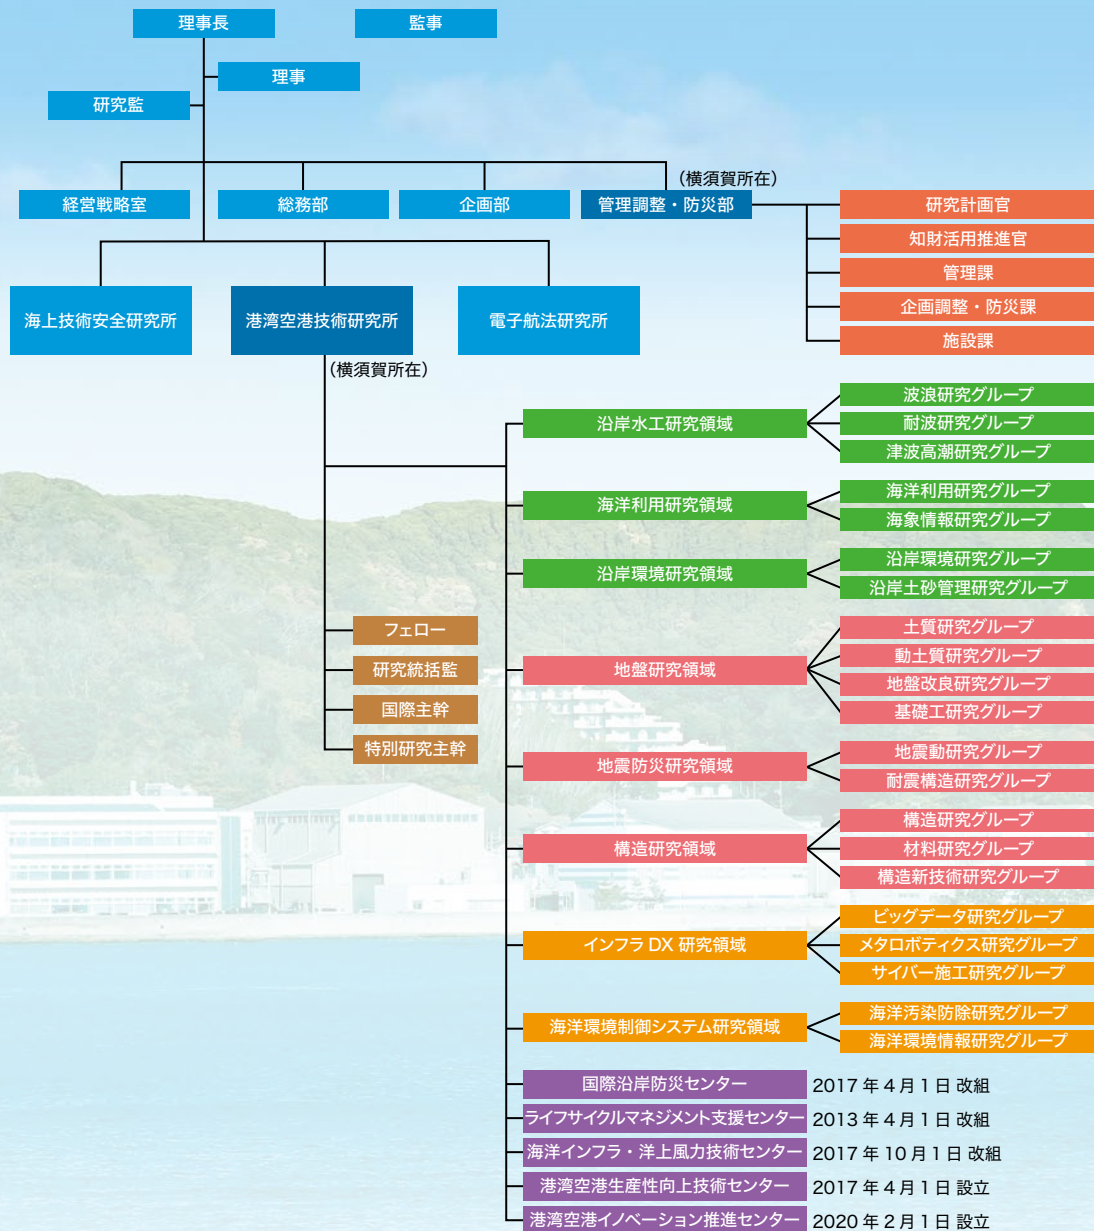 理事長
監事
理事
研究監
（横須賀所在）
経営戦略室
総務部
企画部
管理調整・防災部
研究計画官
知財活用推進官
管理課
企画調整・防災課
施設課
海上技術安全研究所
港湾空港技術研究所
電子航法研究所
（横須賀所在）
沿岸水工研究領域
波浪研究グループ
耐波研究グループ
津波高潮研究グループ
海洋利用研究領域
海洋利用研究グループ
海象情報研究グループ
沿岸環境研究領域
沿岸環境研究グループ
沿岸土砂管理研究グループ
フェロー
研究統括監
国際主幹
特別研究主幹
地盤研究領域
土質研究グループ
動土質研究グループ
地盤改良研究グループ
基礎工研究グループ
地震防災研究領域
地震動研究グループ
耐震構造研究グループ
構造研究領域
構造研究グループ
材料研究グループ
構造新技術研究グループ
インフラ DX 研究領域
ビッグデータ研究グループ
メタロボティクス研究グループ
サイバー施工研究グループ
海洋環境制御システム研究領域
海洋汚染防除研究グループ
海洋環境情報研究グループ
国際沿岸防災センター 2017 年 4 月 1 日 改組
ライフサイクルマネジメント支援センター 2013 年 4 月 1 日 改組
海洋インフラ・洋上風力技術センター 2017 年 10 月 1 日 改組
港湾空港生産性向上技術センター 2017 年 4 月 1 日 設立
港湾空港イノベーション推進センター 2020 年 2 月 1 日 設立